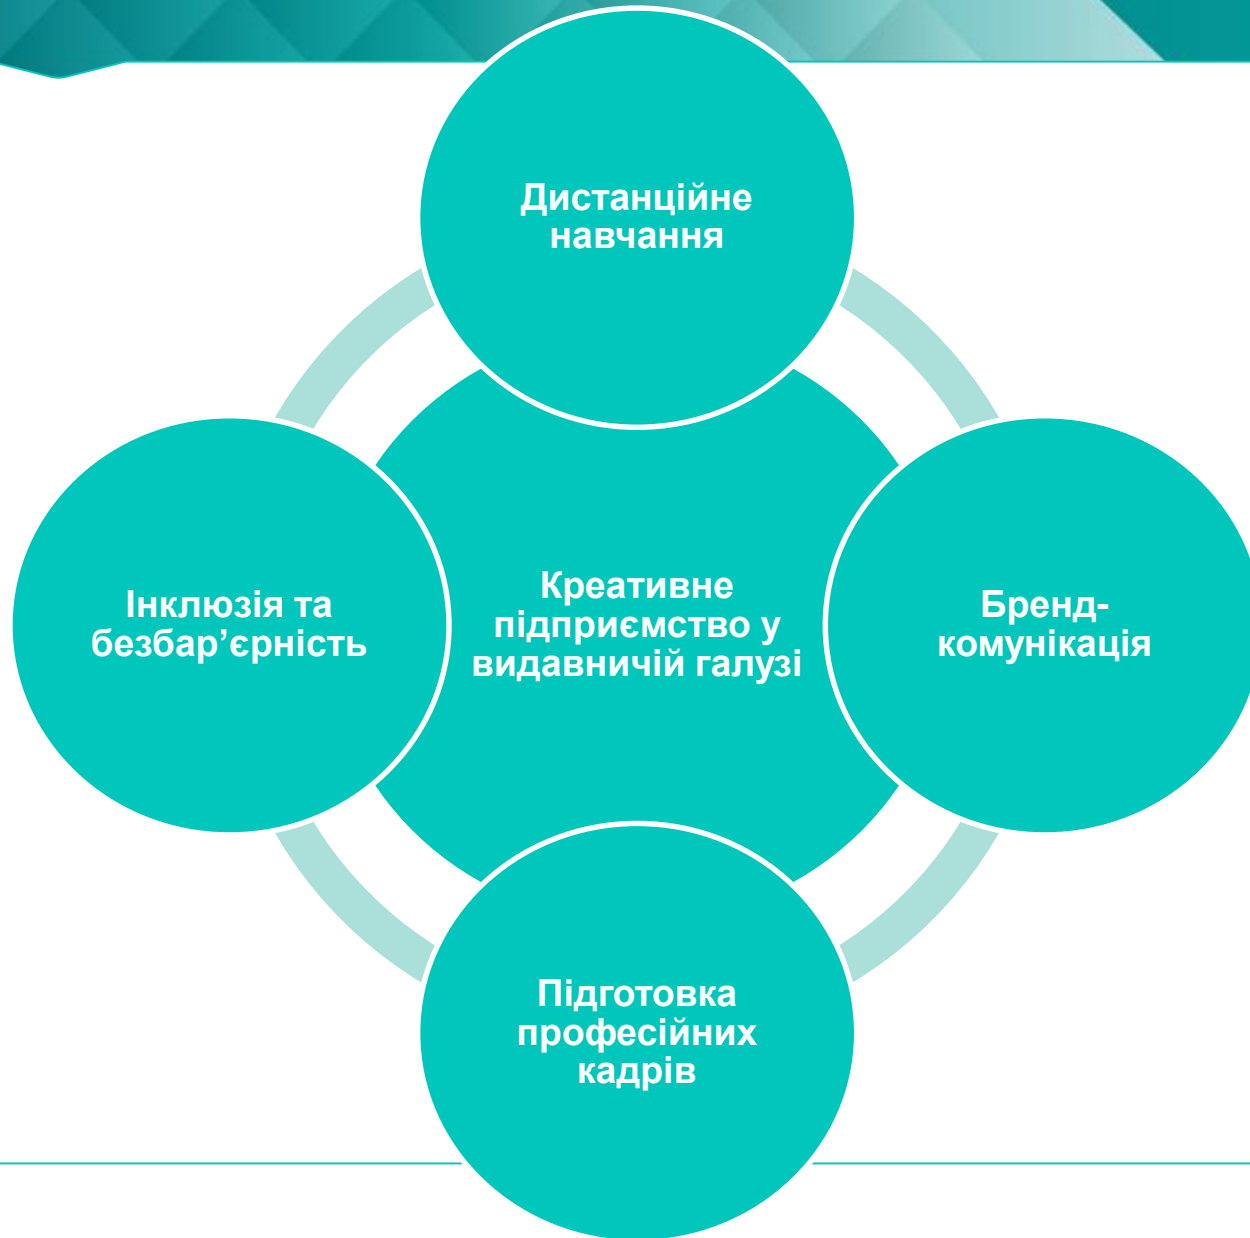 Дистанційне
навчання
Інклюзія та
безбар’єрність
Креативне
підприємство у
видавничій галузі
Бренд-
комунікація
Підготовка
професійних
кадрів